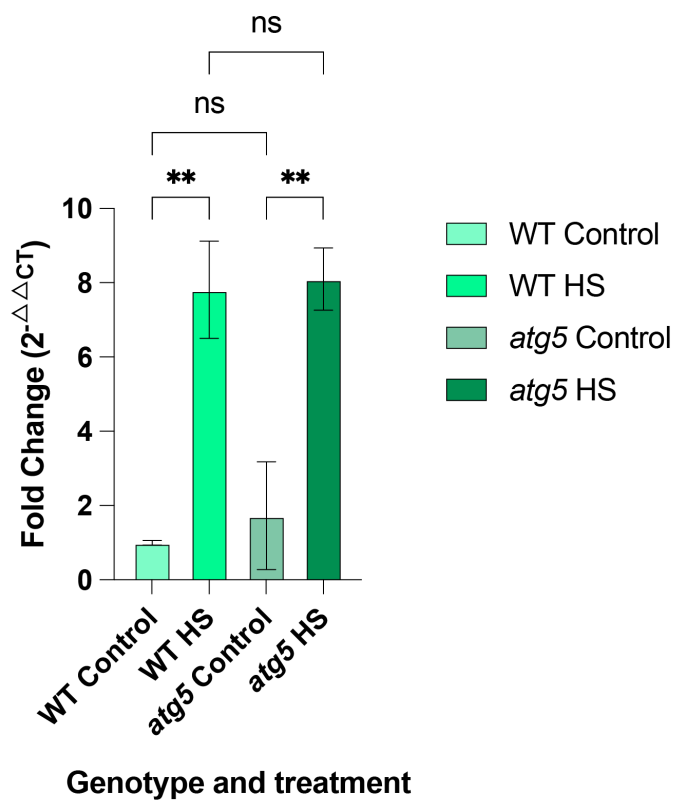 ns
ns
** **
10
8
6
4
2
0
Fold Change (2-△△CT)
WT Control
WT HS
atg5 Control
atg5 HS
Genotype and treatment
WT Control
WT HS
atg5 Control
atg5 HS